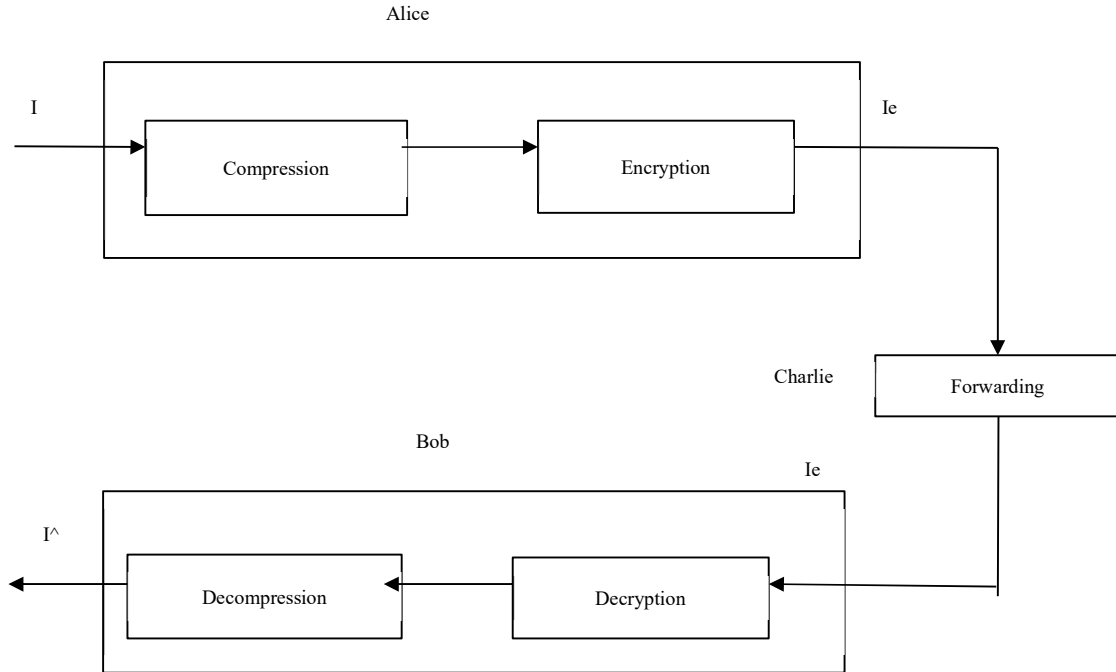 Alice
I
Ie
Compression
Encryption
Charlie
Forwarding
Bob
Ie
I^
Decompression
Decryption